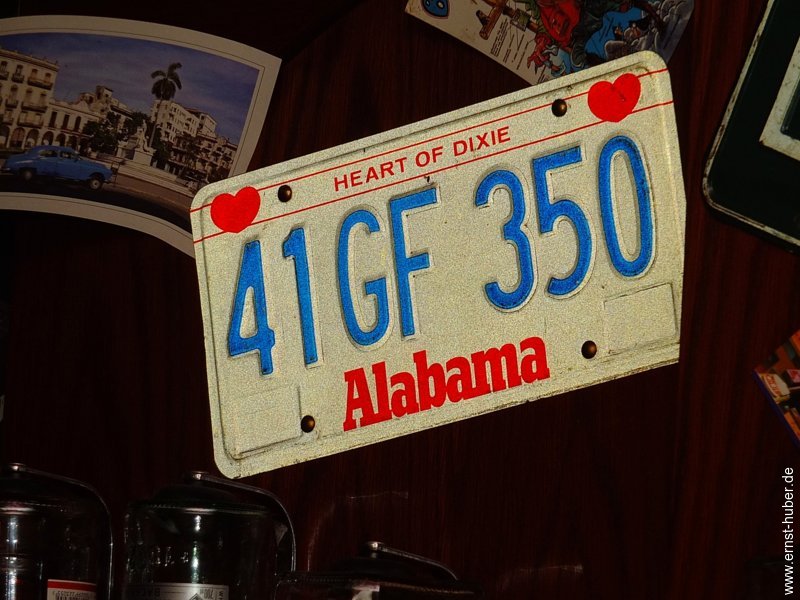 HEART OF DIXIE
41GF 350
Alabama
www.ernst-huber.de